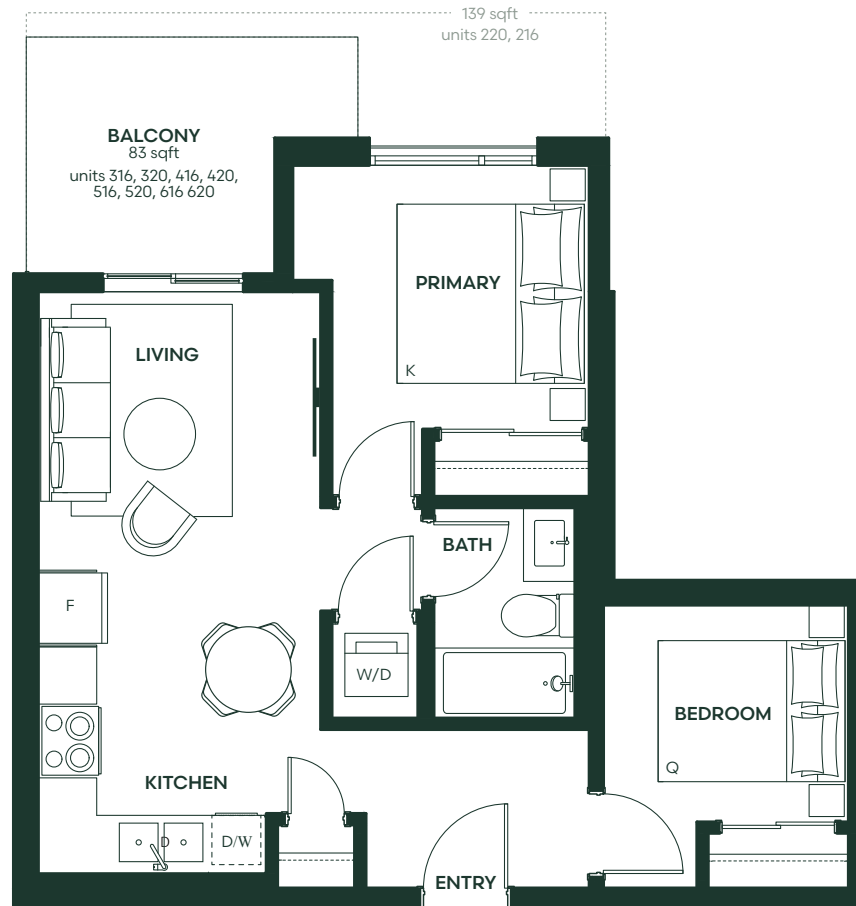 139 sqft
units 220, 216
BALCONY
83 sqft
units 316, 320, 416, 420,
516, 520, 616 620
PRIMARY
LIVING
K
BATH
F
W/D
BEDROOM
Q
KITCHEN
D
D/W
ENTRY